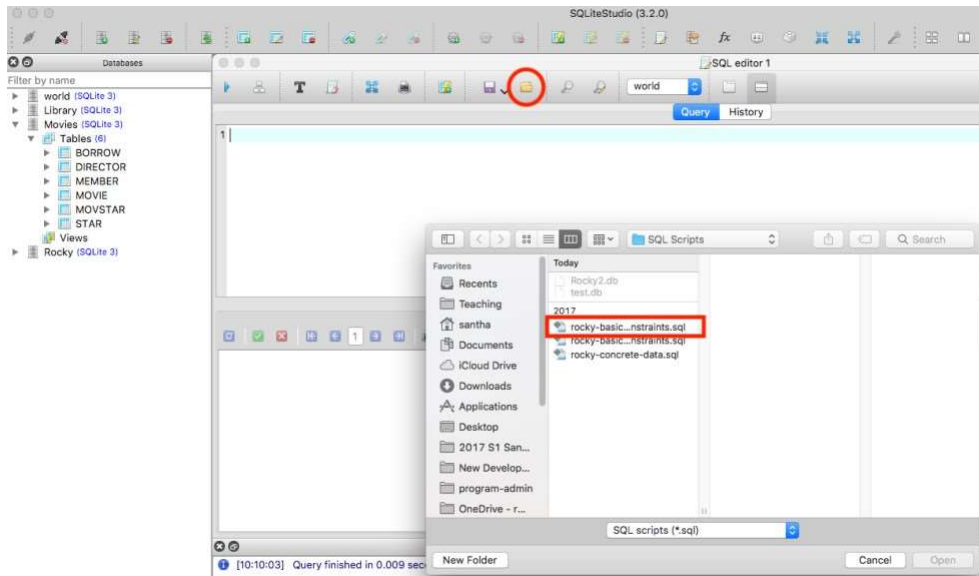 SQLiteStudio (3.2.0)
fx
Databases
Filter by name
world (SQLite 3)
Library (SQLite 3)
Movies (SQLite 3)
Tables (6)
BORROW
DIRECTOR
MEMBER
MOVIE
MOVSTAR
STAR
Views
Rocky (SQLite 3)
SQL editor 1
T
world
Query History
1
1
[10:10:03] Query finished in 0.009 sec
SQL Scripts
Search
Favorites
Recents
Teaching
santha
Documents
iCloud Drive
Downloads
Applications
Desktop
2017 S1 San...
New Develop...
program-admin
OneDrive - r...
Today
Rocky2.db
test.db
2017
rocky-basic...nstraints.sql
rocky-basic...nstraints.sql
rocky-concrete-data.sql
SQL scripts (*.sql)
New Folder
Cancel Open